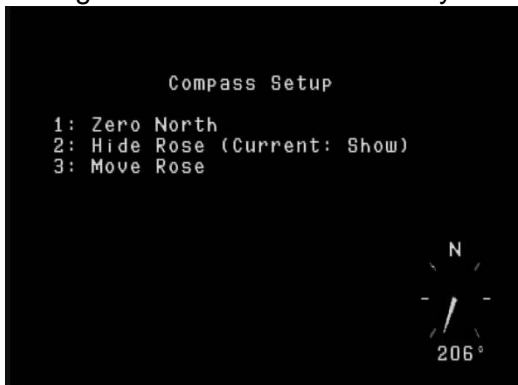 Compass Setup
1: Zero North
2: Hide Rose (Current: Show)
3: Move Rose
N
206°